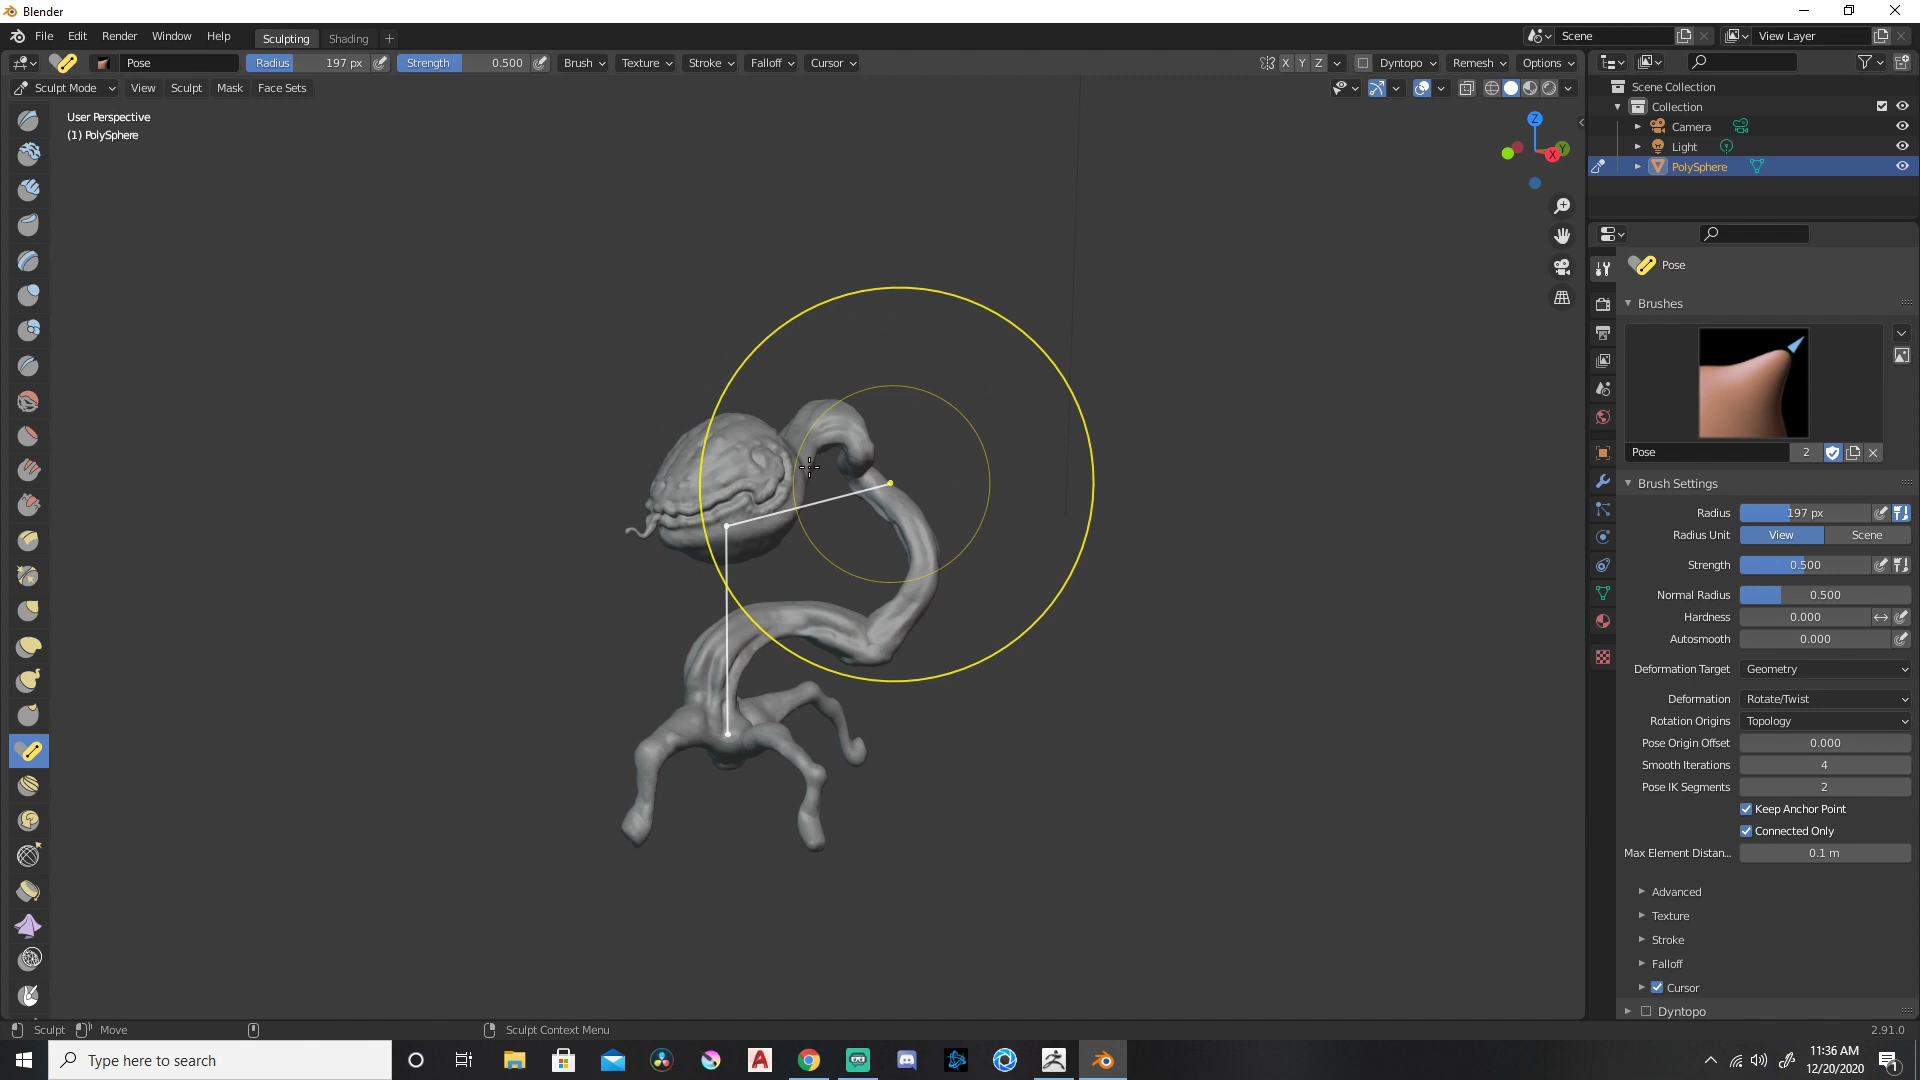 Blender
File Edit Render Window Help Sculpting Shading + Scene View Layer
Pose Radius 197 px Strength 0.500 Brush Texture Stroke Falloff Cursor X Y Z Dyntopo Remesh Options
Sculpt Mode View Sculpt Mask Face Sets
User Perspective
(1) PolySphere
Z
Y
X
Scene Collection
Collection
Camera
Light
PolySphere
Pose
Brushes
Pose 2
Brush Settings
Radius 197 px
Radius Unit View Scene
Strength 0.500
Normal Radius 0.500
Hardness 0.000
Autosmooth 0.000
Deformation Target Geometry
Deformation Rotate/Twist
Rotation Origins Topology
Pose Origin Offset 0.000
Smooth Iterations 4
Pose IK Segments 2
Keep Anchor Point
Connected Only
Max Element Distan... 0.1 m
Advanced
Texture
Stroke
Falloff
Cursor
Dyntopo
Sculpt Move Sculpt Context Menu 2.91.0
Type here to search
A
11:36 AM
12/20/2020
1